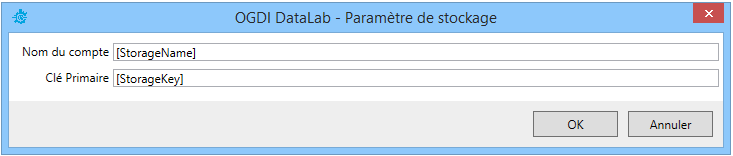 OGDI DataLab - Paramètre de stockage
Nom du compte [StorageName]
Clé Primaire [StorageKey]
OK Annuler